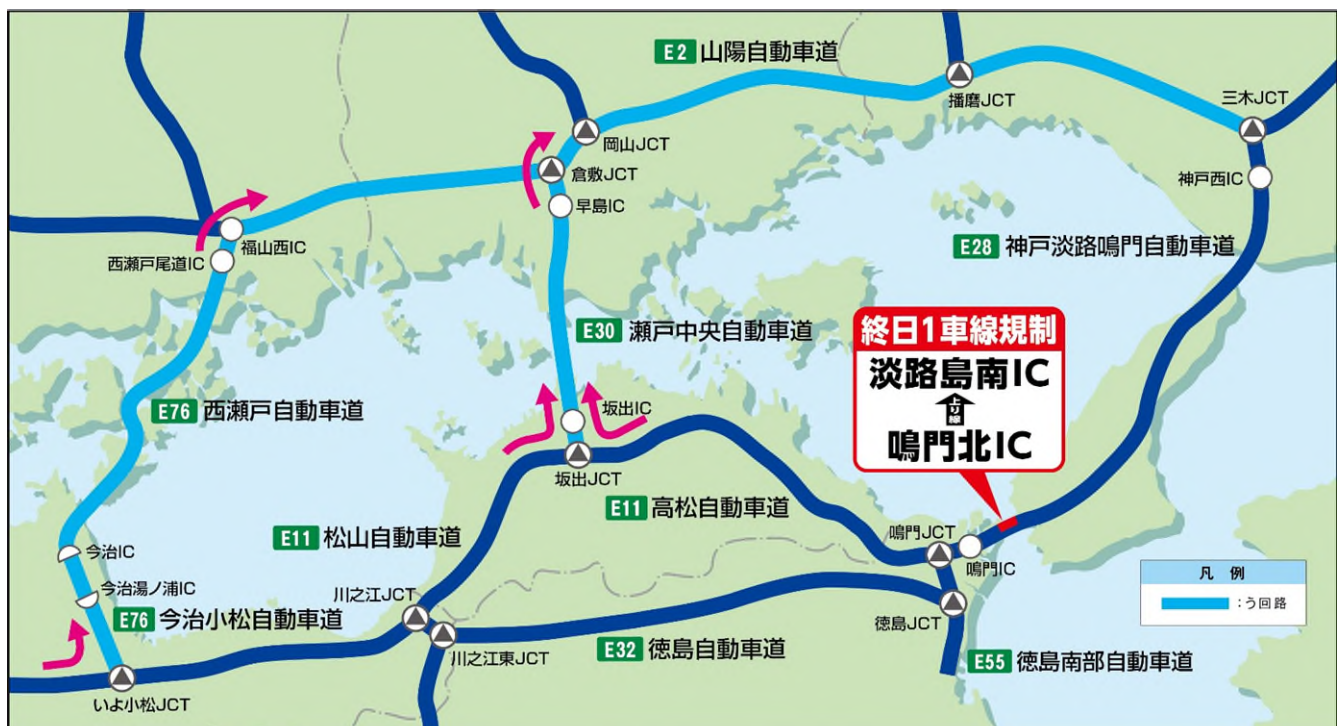 E2 山陽自動車道
播磨JCT
三木JCT
岡山JCT
倉敷JCT
早島IC
神戸西IC
福山西IC
西瀬戸尾道IC
E28 神戸淡路鳴門自動車道
E30 瀬戸中央自動車道
終日1車線規制
淡路島南IC
上り線
鳴門北IC
E76 西瀬戸自動車道
坂出IC
坂出JCT
E11 高松自動車道
E11 松山自動車道
鳴門JCT
鳴門IC
今治IC
今治湯ノ浦IC
E76 今治小松自動車道
川之江JCT
川之江東JCT
E32 徳島自動車道
徳島JCT
E55 徳島南部自動車道
いよ小松JCT
凡例
:う回路